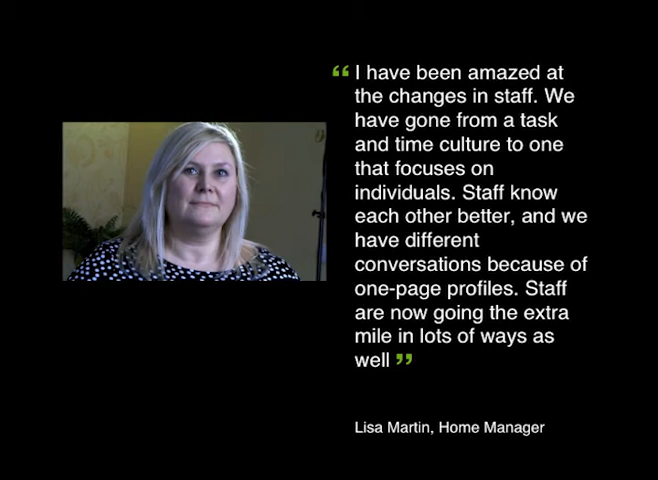 “ I have been amazed at
the changes in staff. We
have gone from a task
and time culture to one
that focuses on
individuals. Staff know
each other better, and we
have different
conversations because of
one-page profiles. Staff
are now going the extra
mile in lots of ways as
well ”
Lisa Martin, Home Manager